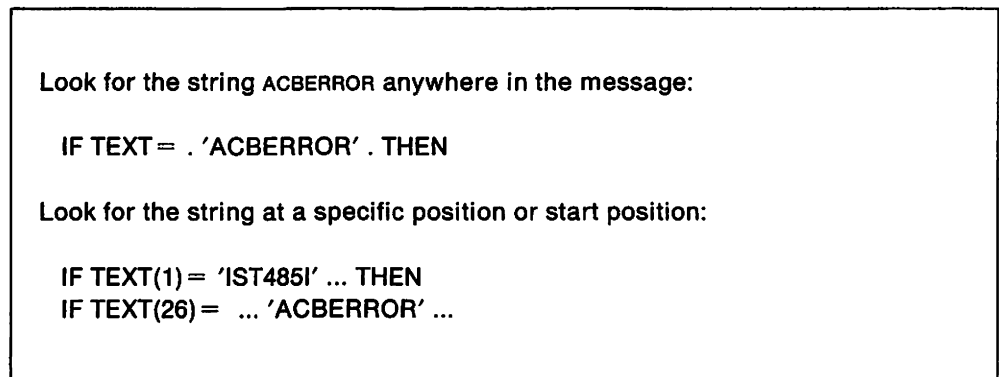 Look for the string ACBERROR anywhere in the message:
IF TEXT = . 'ACBERROR' . THEN
Look for the string at a specific position or start position:
IF TEXT(1) = 'IST485I' ... THEN
IF TEXT(26) = ... 'ACBERROR' ...